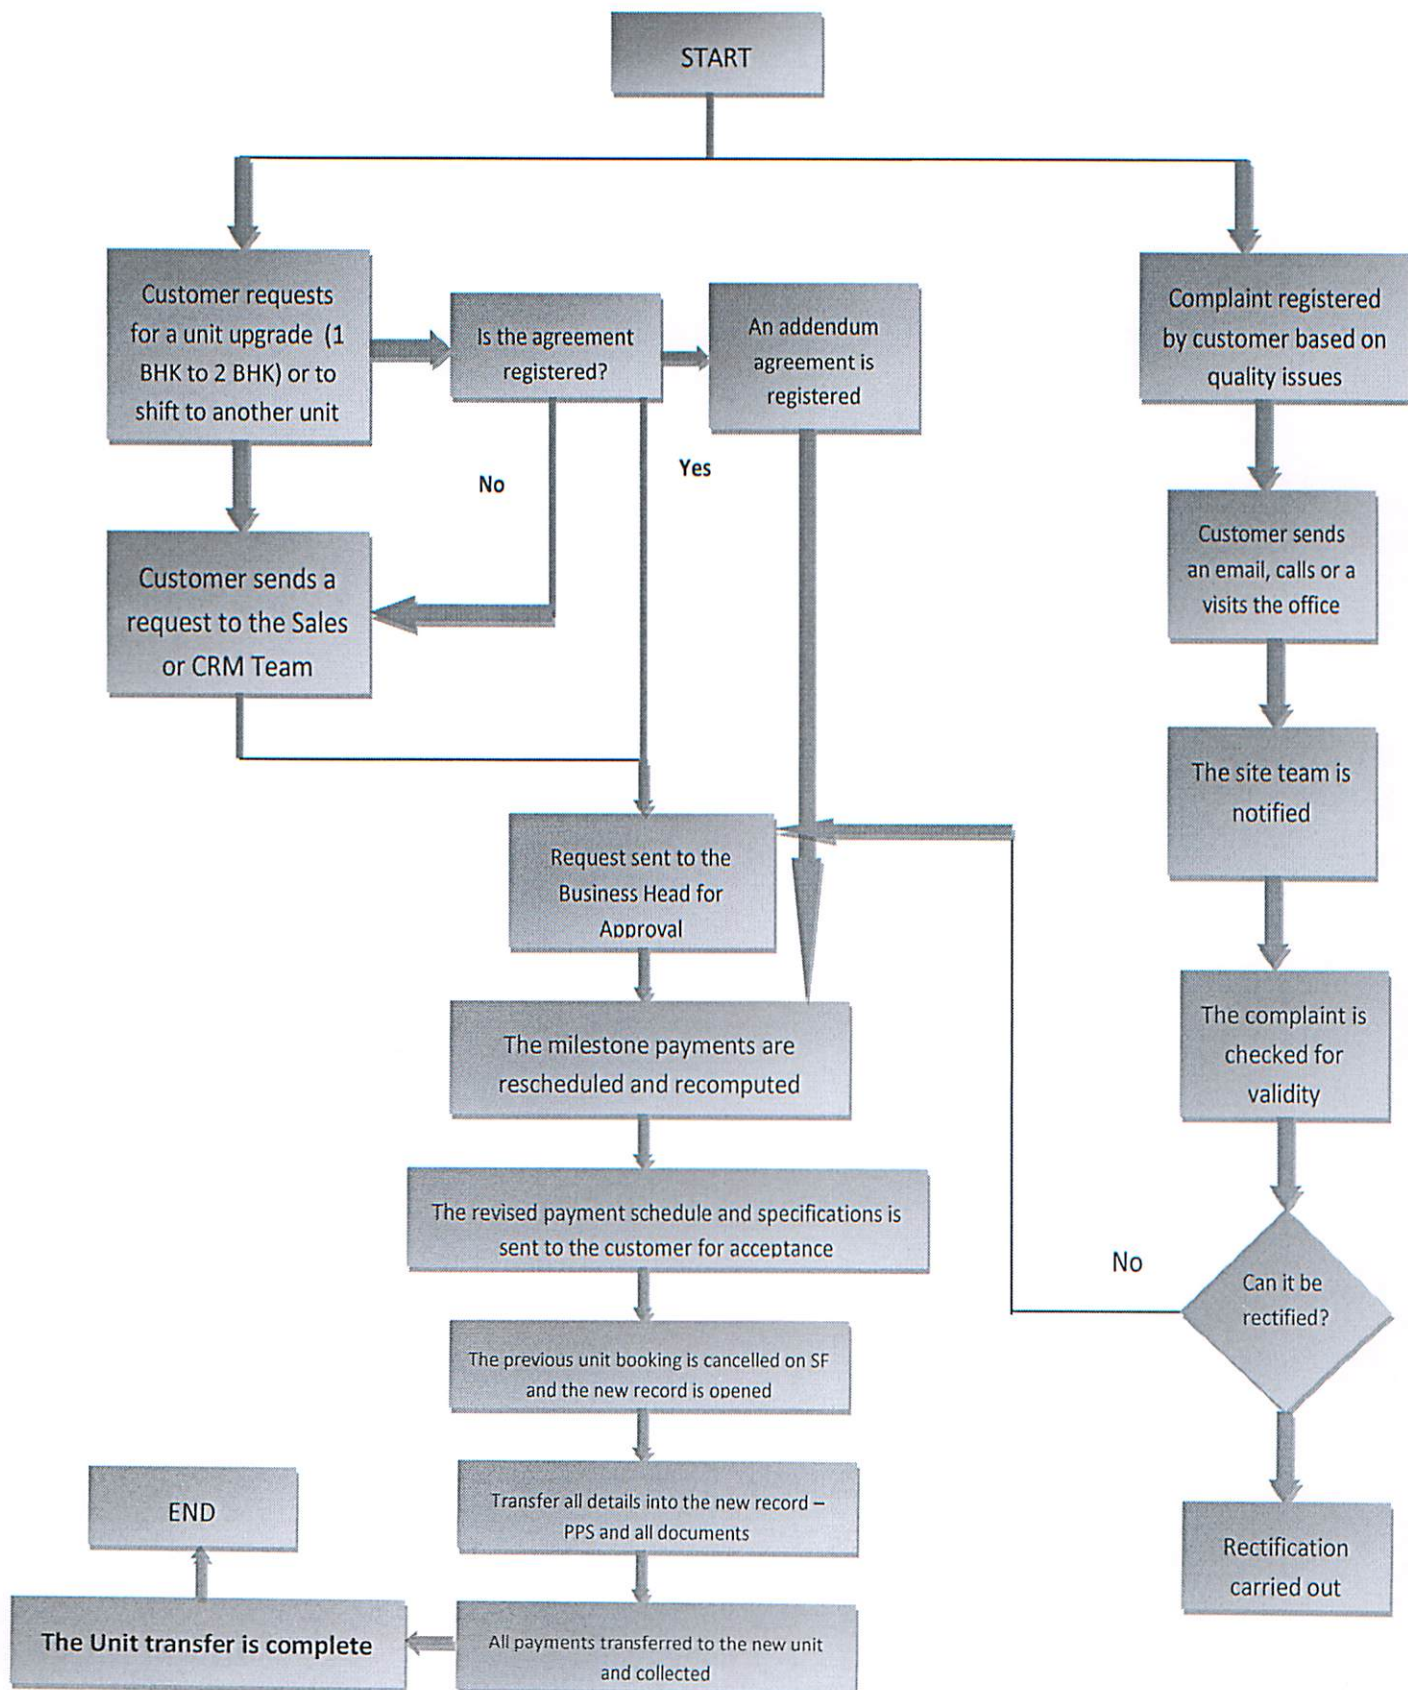 START
Customer requests
for a unit upgrade (1
BHK to 2 BHK) or to
shift to another unit
Is the agreement
registered?
An addendum
agreement is
registered
Complaint registered
by customer based on
quality issues
No
Yes
Customer sends a
request to the Sales
or CRM Team
Customer sends
an email, calls or a
visits the office
The site team is
notified
Request sent to the
Business Head for
Approval
The complaint is
checked for
validity
The milestone payments are
rescheduled and recomputed
The revised payment schedule and specifications is
sent to the customer for acceptance
No
Can it be
rectified?
The previous unit booking is cancelled on SF
and the new record is opened
Transfer all details into the new record –
PPS and all documents
END
Rectification
carried out
The Unit transfer is complete
All payments transferred to the new unit
and collected